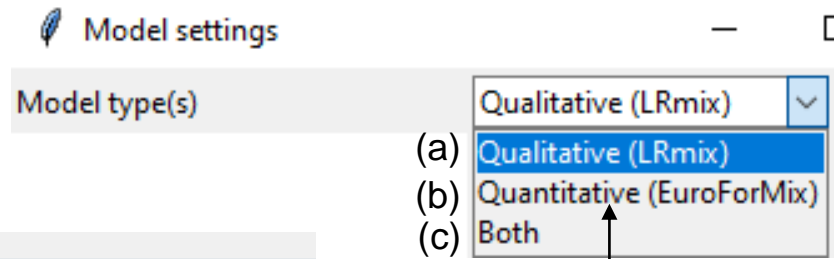 Model settings
Model type(s) Qualitative (LRmix)
(a) Qualitative (LRmix)
(b) Quantitative (EuroForMix)
(c) Both